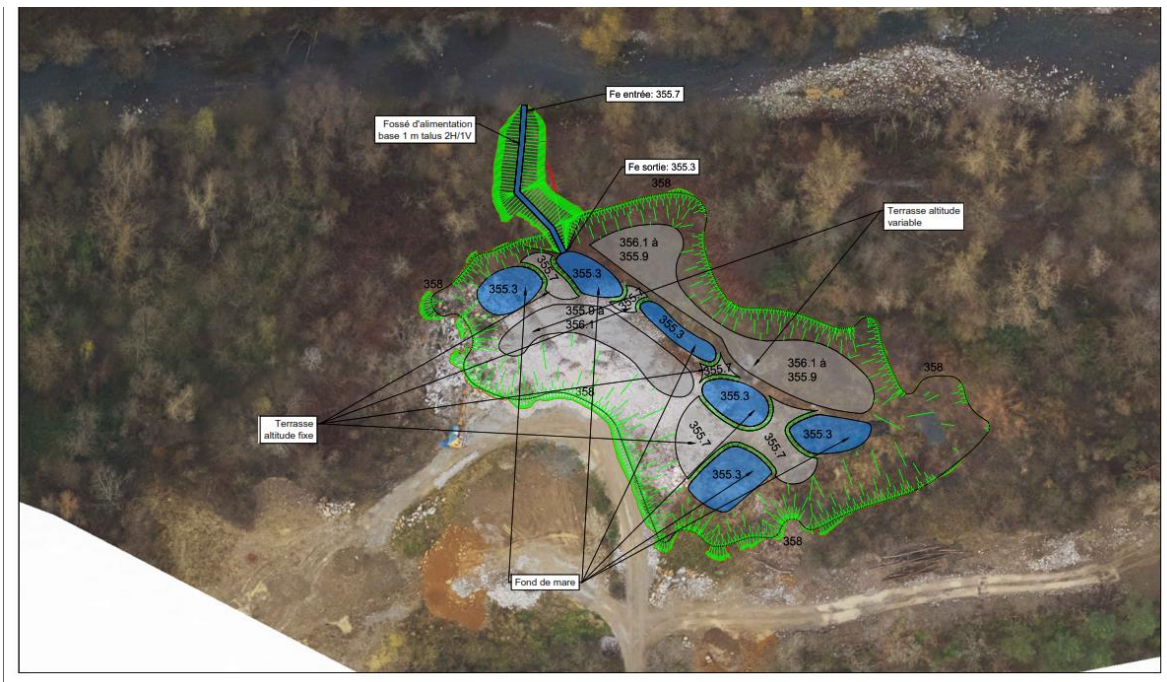 Fe entrée: 355.7
Fossé d'alimentation
base 1 m talus 2H/1V
Fe sortie: 355.3
358
Terrasse altitude
variable
356.1 à
355.9
355.7
355.3
358
355.3
355.9 à
356.1
355.7
355.3
356.1 à
355.9
358
355.7
358
355.3
Terrasse
altitude fixe
355.7
355.7
355.3
355.3
358
Fond de mare